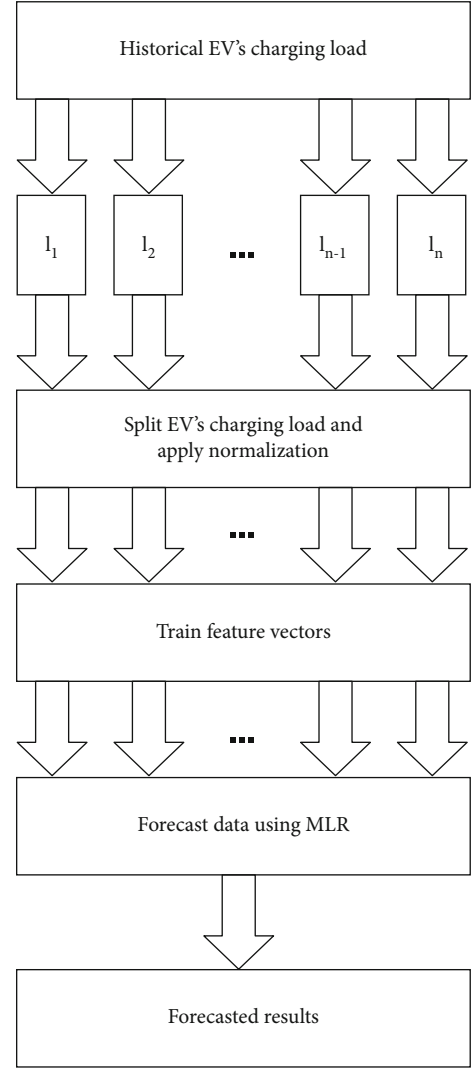 Historical EV's charging load
l₁ l₂ ... lₙ₋₁ lₙ
Split EV's charging load and
apply normalization
...
Train feature vectors
...
Forecast data using MLR
Forecasted results